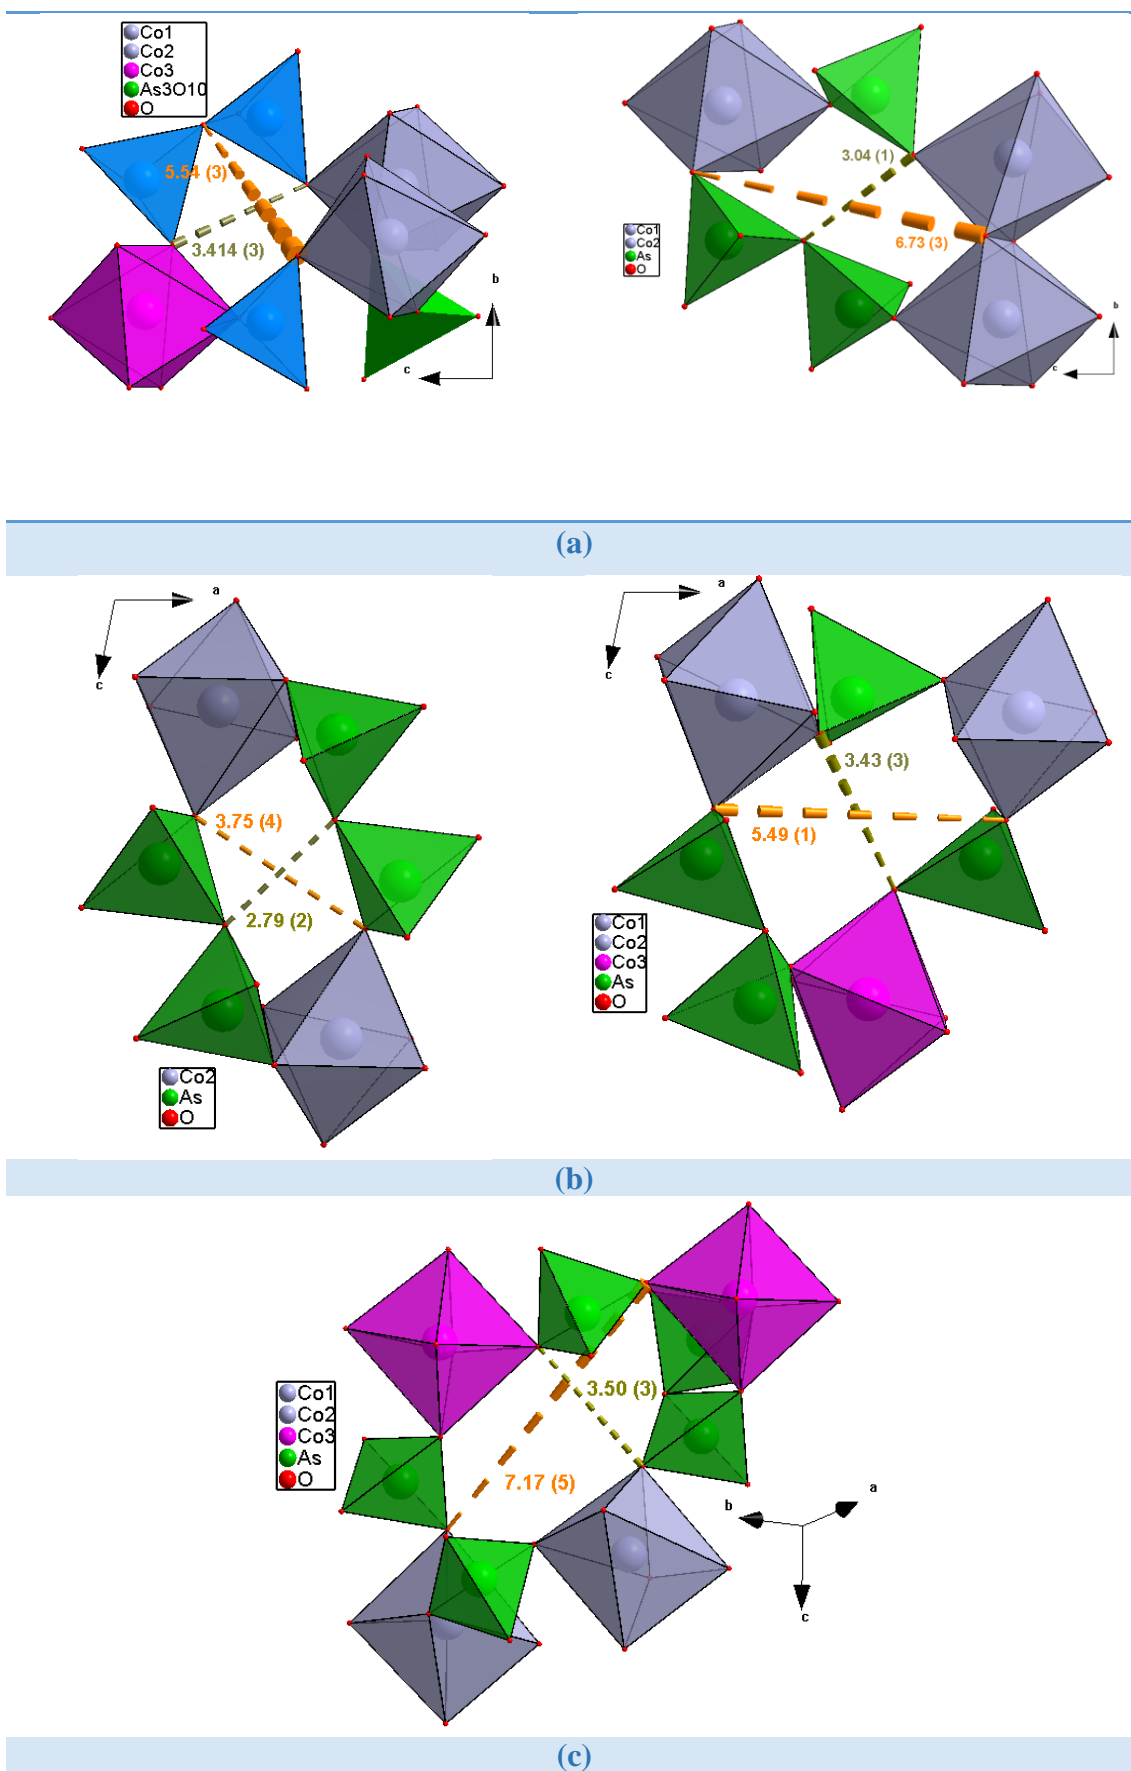 Co1
Co2
Co3
As3O10
O
5.54 (3)
3.414 (3)
b
c
3.04 (1)
6.73 (3)
Co1
Co2
As
O
b
c
(a)
a
c
3.75 (4)
2.79 (2)
Co2
As
O
a
c
3.43 (3)
5.49 (1)
Co1
Co2
Co3
As
O
(b)
3.50 (3)
7.17 (5)
Co1
Co2
Co3
As
O
b
a
c
(c)